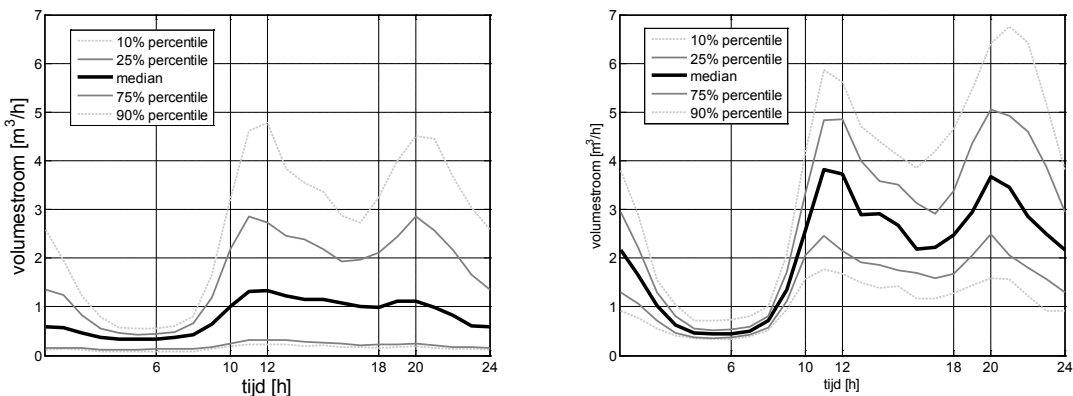 7
6
5
4
3
2
1
0
volumestroom [m³/h]
10% percentile
25% percentile
median
75% percentile
90% percentile
6 10 12 18 20 24
tijd [h]
7
6
5
4
3
2
1
0
volumestroom [m³/h]
10% percentile
25% percentile
median
75% percentile
90% percentile
6 10 12 18 20 24
tijd [h]